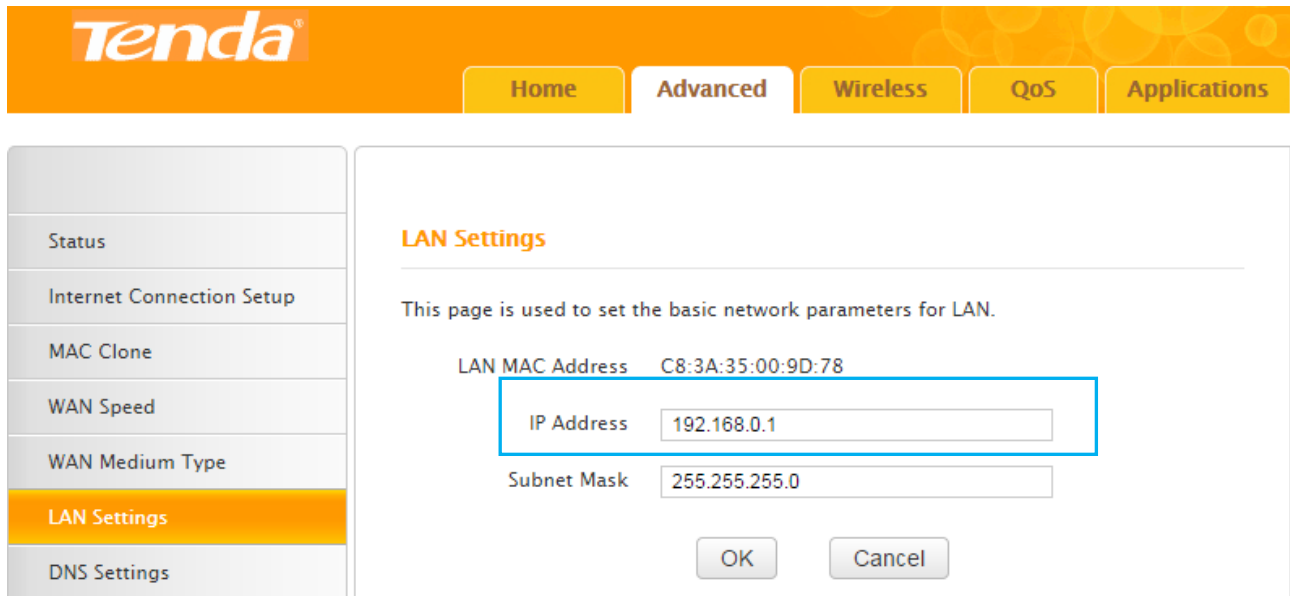 Tenda®
Home Advanced Wireless QoS Applications
Status
Internet Connection Setup
MAC Clone
WAN Speed
WAN Medium Type
LAN Settings
DNS Settings
LAN Settings
This page is used to set the basic network parameters for LAN.
LAN MAC Address C8:3A:35:00:9D:78
IP Address 192.168.0.1
Subnet Mask 255.255.255.0
OK Cancel